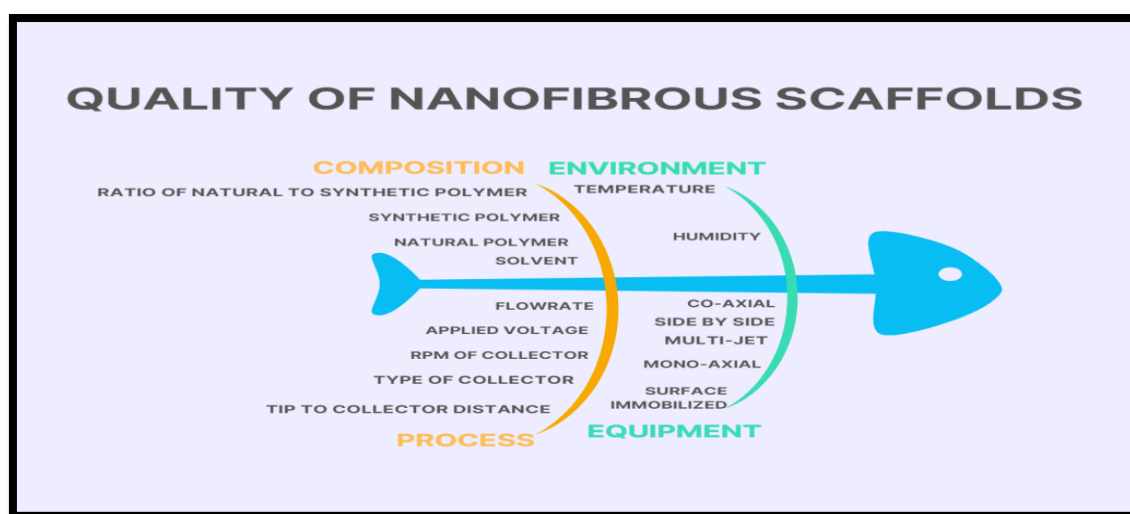 QUALITY OF NANOFIBROUS SCAFFOLDS
COMPOSITION
RATIO OF NATURAL TO SYNTHETIC POLYMER
SYNTHETIC POLYMER
NATURAL POLYMER
SOLVENT
ENVIRONMENT
TEMPERATURE
HUMIDITY
FLOWRATE
APPLIED VOLTAGE
RPM OF COLLECTOR
TYPE OF COLLECTOR
TIP TO COLLECTOR DISTANCE
PROCESS
CO-AXIAL
SIDE BY SIDE
MULTI-JET
MONO-AXIAL
SURFACE
IMMOBILIZED
EQUIPMENT